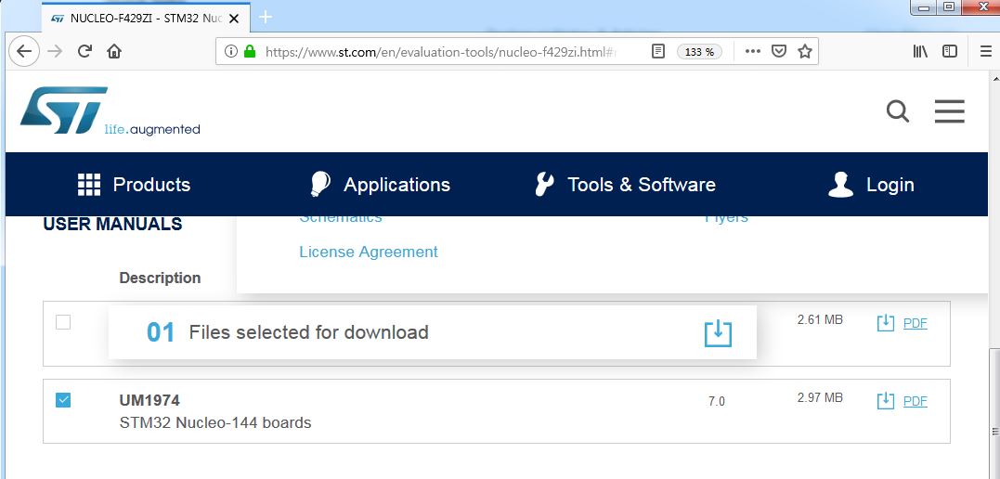 NUCLEO-F429ZI - STM32 Nuc
https://www.st.com/en/evaluation-tools/nucleo-f429zi.html#
133 %
ST
life.augmented
Products
Applications
Tools & Software
Login
USER MANUALS
Schematics
Flyers
License Agreement
Description
01 Files selected for download
2.61 MB
PDF
UM1974
STM32 Nucleo-144 boards
7.0
2.97 MB
PDF